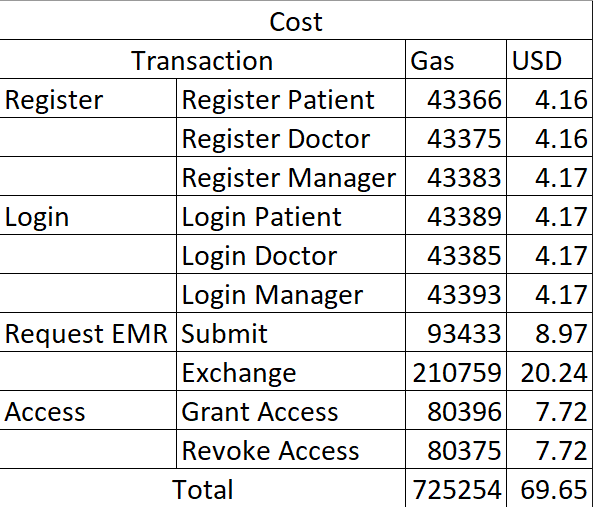 Cost
Transaction Gas USD
Register Register Patient 43366 4.16
Register Doctor 43375 4.16
Register Manager 43383 4.17
Login Login Patient 43389 4.17
Login Doctor 43385 4.17
Login Manager 43393 4.17
Request EMR Submit 93433 8.97
Exchange 210759 20.24
Access Grant Access 80396 7.72
Revoke Access 80375 7.72
Total 725254 69.65